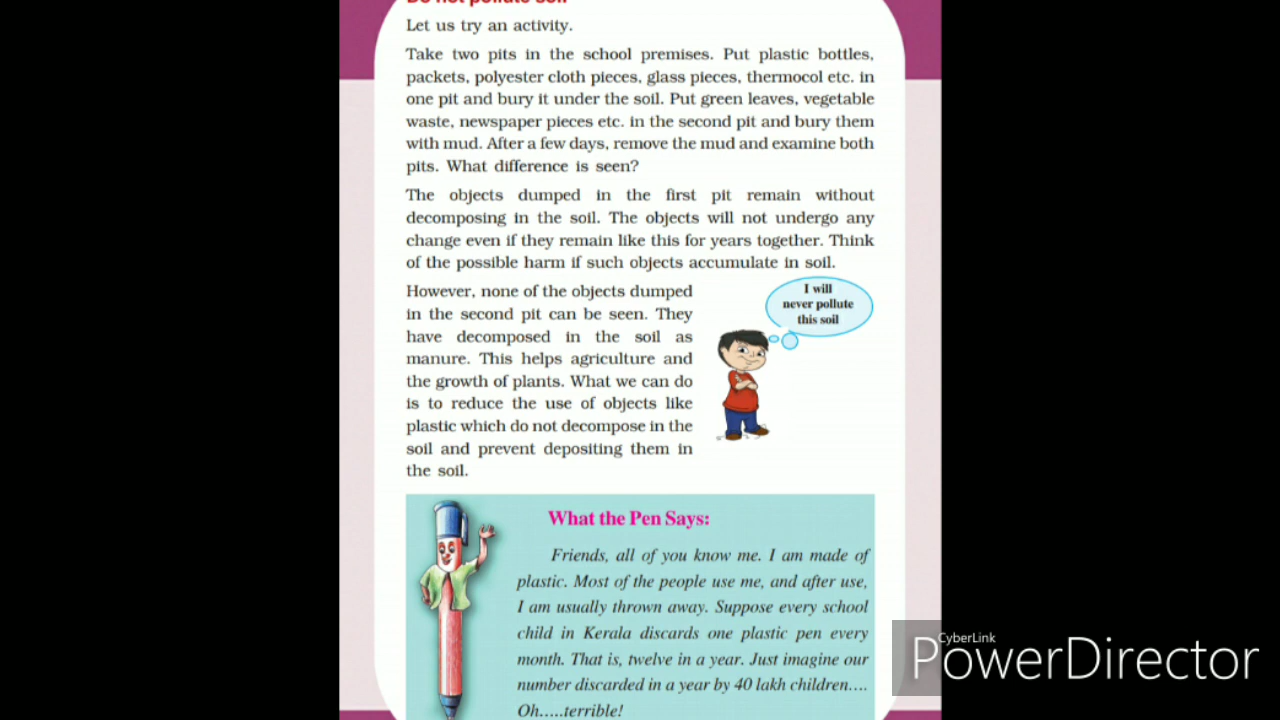 Do not pollute soil
Let us try an activity.
Take two pits in the school premises. Put plastic bottles,
packets, polyester cloth pieces, glass pieces, thermocol etc. in
one pit and bury it under the soil. Put green leaves, vegetable
waste, newspaper pieces etc. in the second pit and bury them
with mud. After a few days, remove the mud and examine both
pits. What difference is seen?
The objects dumped in the first pit remain without
decomposing in the soil. The objects will not undergo any
change even if they remain like this for years together. Think
of the possible harm if such objects accumulate in soil.
However, none of the objects dumped
in the second pit can be seen. They
have decomposed in the soil as
manure. This helps agriculture and
the growth of plants. What we can do
is to reduce the use of objects like
plastic which do not decompose in the
soil and prevent depositing them in
the soil.
I will
never pollute
this soil
What the Pen Says:
Friends, all of you know me. I am made of
plastic. Most of the people use me, and after use,
I am usually thrown away. Suppose every school
child in Kerala discards one plastic pen every
month. That is, twelve in a year. Just imagine our
number discarded in a year by 40 lakh children....
Oh.....terrible!
CyberLink
PowerDirector